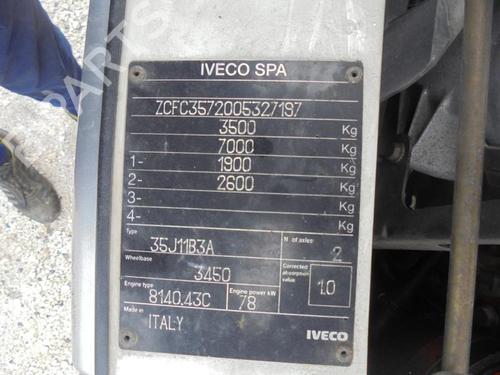 IVECO SPA
ZCFC3572005327197
3500 Kg
7000 Kg
1- 1900 Kg
2- 2600 Kg
3- Kg
4- Kg
Type 35J11B3A N. of axles 2
Wheelbase 3450 Corrected absorption value 1.0
Engine type 8140.43C Engine power kW 78
Made in ITALY IVECO